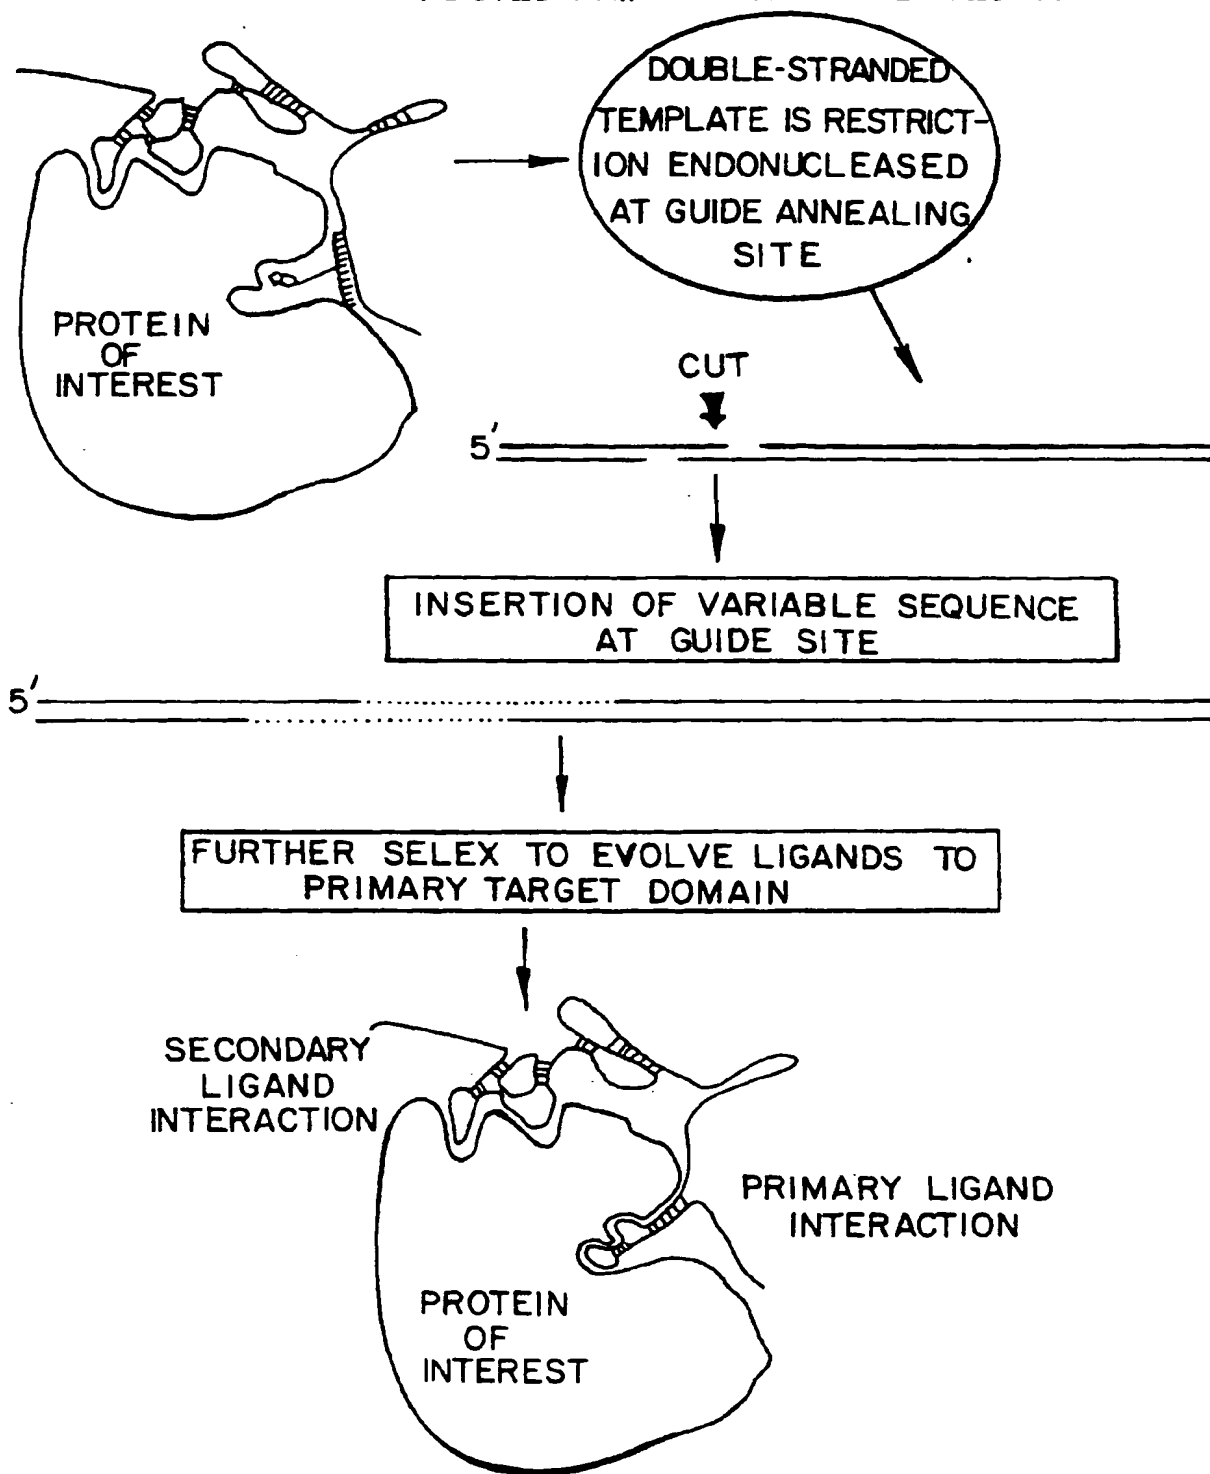 DOUBLE-STRANDED
TEMPLATE IS RESTRICT-
ION ENDONUCLEASED
AT GUIDE ANNEALING
SITE
PROTEIN
OF
INTEREST
CUT
5'
INSERTION OF VARIABLE SEQUENCE
AT GUIDE SITE
5'
FURTHER SELEX TO EVOLVE LIGANDS TO
PRIMARY TARGET DOMAIN
SECONDARY
LIGAND
INTERACTION
PRIMARY LIGAND
INTERACTION
PROTEIN
OF
INTEREST